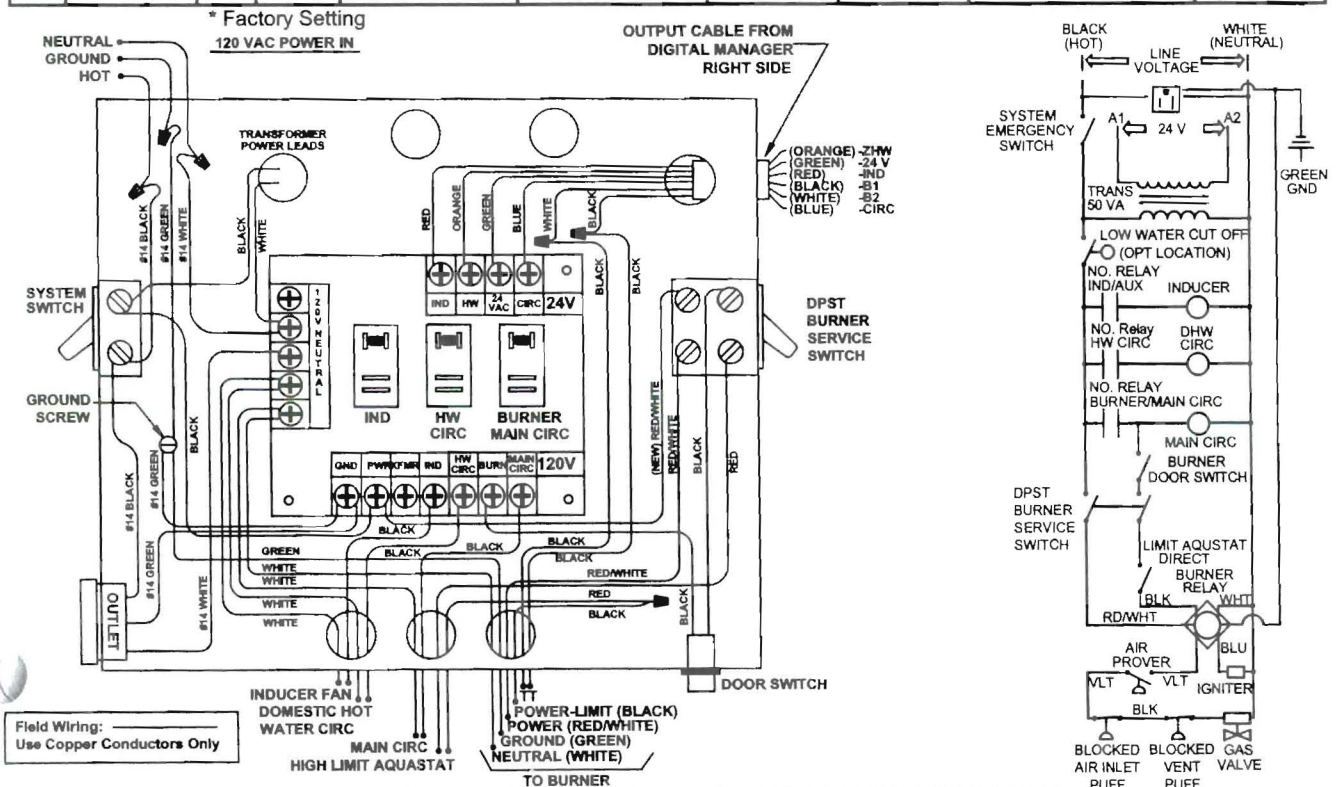 * Factory Setting
120 VAC POWER IN
NEUTRAL
GROUND
HOT
OUTPUT CABLE FROM
DIGITAL MANAGER
RIGHT SIDE
TRANSFORMER
POWER LEADS
(ORANGE) -ZHW
(GREEN) -24 V
(RED) -IND
(BLACK) -B1
(WHITE) -B2
(BLUE) -CIRC
#14 BLACK
#14 GREEN
#14 WHITE
BLACK
WHITE
RED
ORANGE
GREEN
BLUE
WHITE
BLACK
BLACK
BLACK
SYSTEM
SWITCH
120V NEUTRAL
IND
HW
24
VAC
CIRC
24V
DPST
BURNER
SERVICE
SWITCH
GROUND
SCREW
IND
HW
CIRC
BURNER
MAIN CIRC
BLACK
GND
PWR
XFMR
IND
HW
CIRC
BURN
MAIN
CIRC
120V
(NEW) RED/WHITE
RED/WHITE
BLACK
RED
#14 BLACK
#14 GREEN
#14 GREEN
#14 WHITE
BLACK
BLACK
BLACK
BLACK
GREEN
WHITE
WHITE
WHITE
WHITE
RED/WHITE
RED
BLACK
BLACK
OUTLET
DOOR SWITCH
INDUCER FAN
DOMESTIC HOT
WATER CIRC
MAIN CIRC
HIGH LIMIT AQUASTAT
TT
POWER-LIMIT (BLACK)
POWER (RED/WHITE)
GROUND (GREEN)
NEUTRAL (WHITE)
TO BURNER
Field Wiring:
Use Copper Conductors Only
BLACK
(HOT)
WHITE
(NEUTRAL)
LINE
VOLTAGE
SYSTEM
EMERGENCY
SWITCH
A1
24 V
A2
GREEN
GND
TRANS
50 VA
LOW WATER CUT OFF
(OPT LOCATION)
NO. RELAY
IND/AUX
INDUCER
NO. Relay
HW CIRC
DHW
CIRC
NO. RELAY
BURNER/MAIN CIRC
MAIN CIRC
BURNER
DOOR SWITCH
DPST
BURNER
SERVICE
SWITCH
LIMIT AQUSTAT
DIRECT
BURNER
RELAY
BLK
WHT
RD/WHT
BLU
AIR
PROVER
VLT
VLT
IGNITER
BLK
BLOCKED
AIR INLET
BLOCKED
VENT
GAS
VALVE